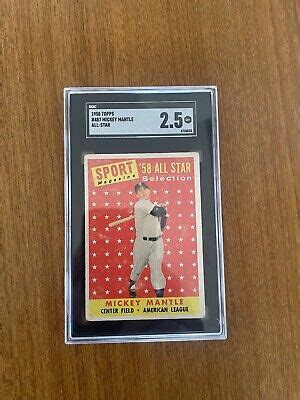 SGC
1958 TOPPS
#487 MICKEY MANTLE
ALL-STAR
2.5
SPORT
Magazine
'58 ALL STAR
Selection
MICKEY MANTLE
CENTER FIELD • AMERICAN LEAGUE